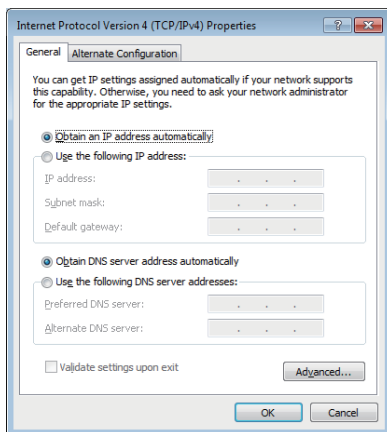 Internet Protocol Version 4 (TCP/IPv4) Properties
General Alternate Configuration
You can get IP settings assigned automatically if your network supports
this capability. Otherwise, you need to ask your network administrator
for the appropriate IP settings.
Obtain an IP address automatically
Use the following IP address:
IP address:
Subnet mask:
Default gateway:
Obtain DNS server address automatically
Use the following DNS server addresses:
Preferred DNS server:
Alternate DNS server:
Validate settings upon exit
Advanced...
OK Cancel